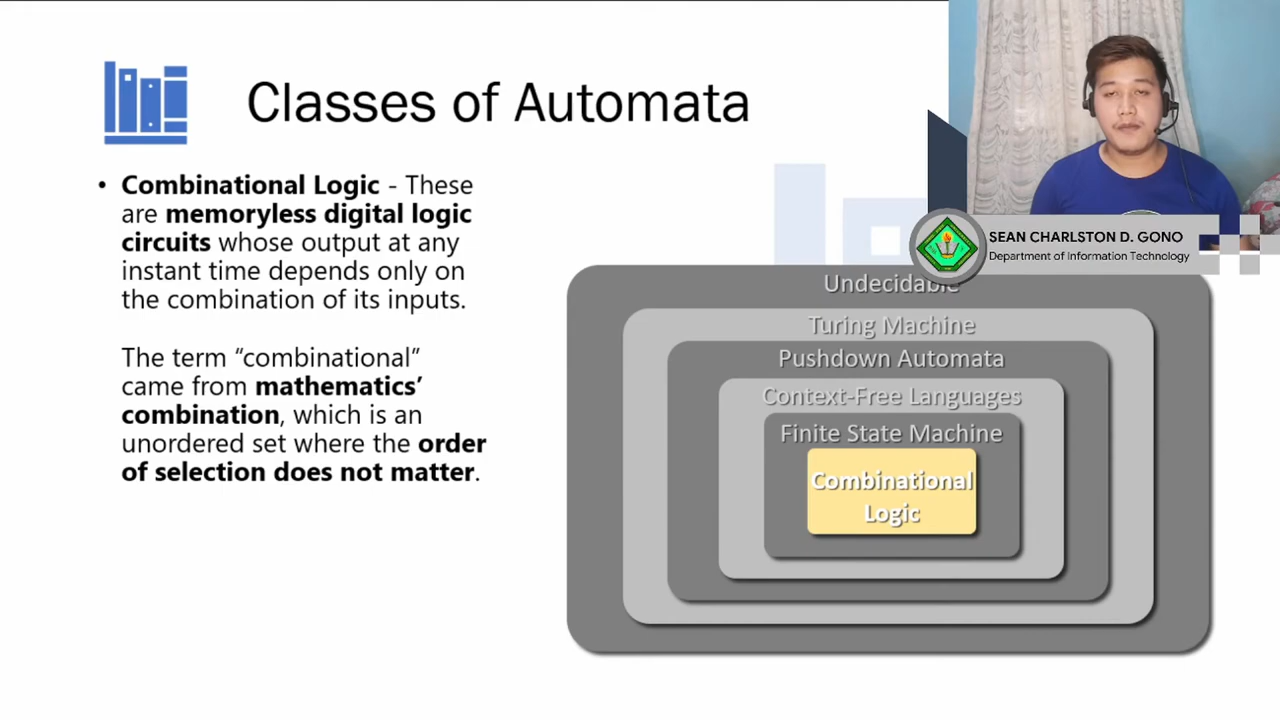 Classes of Automata
• Combinational Logic - These
are memoryless digital logic
circuits whose output at any
instant time depends only on
the combination of its inputs.
The term “combinational”
came from mathematics’
combination, which is an
unordered set where the order
of selection does not matter.
SEAN CHARLSTON D. GONO
Department of Information Technology
Undecidable
Turing Machine
Pushdown Automata
Context-Free Languages
Finite State Machine
Combinational
Logic